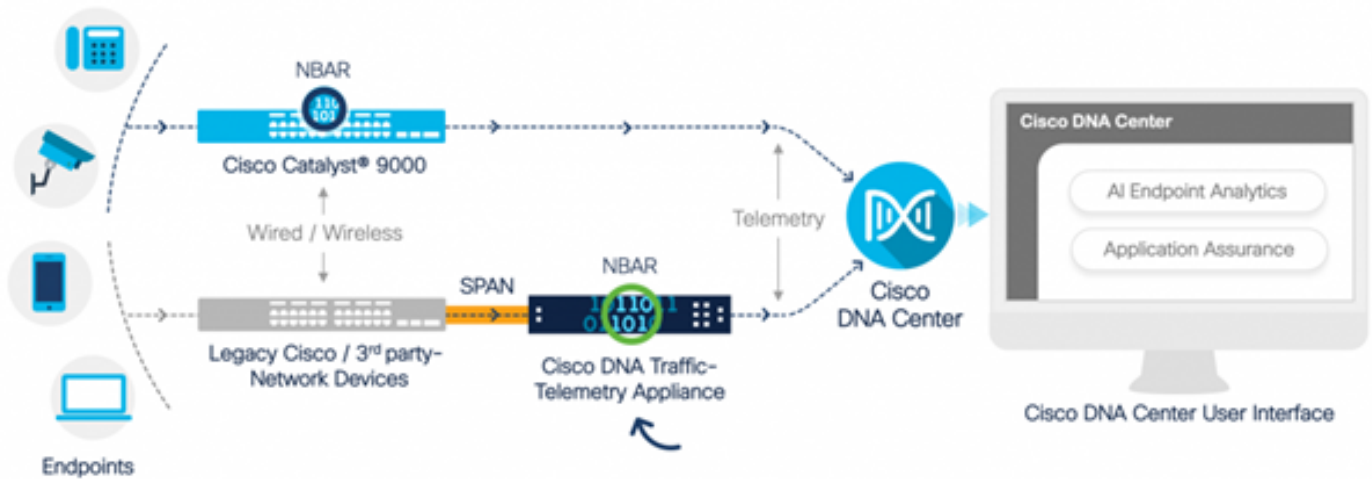 NBAR
Cisco Catalyst® 9000
Wired / Wireless
SPAN
NBAR
Legacy Cisco / 3rd party-
Network Devices
Cisco DNA Traffic-
Telemetry Appliance
Telemetry
Cisco
DNA Center
Cisco DNA Center
AI Endpoint Analytics
Application Assurance
Cisco DNA Center User Interface
Endpoints